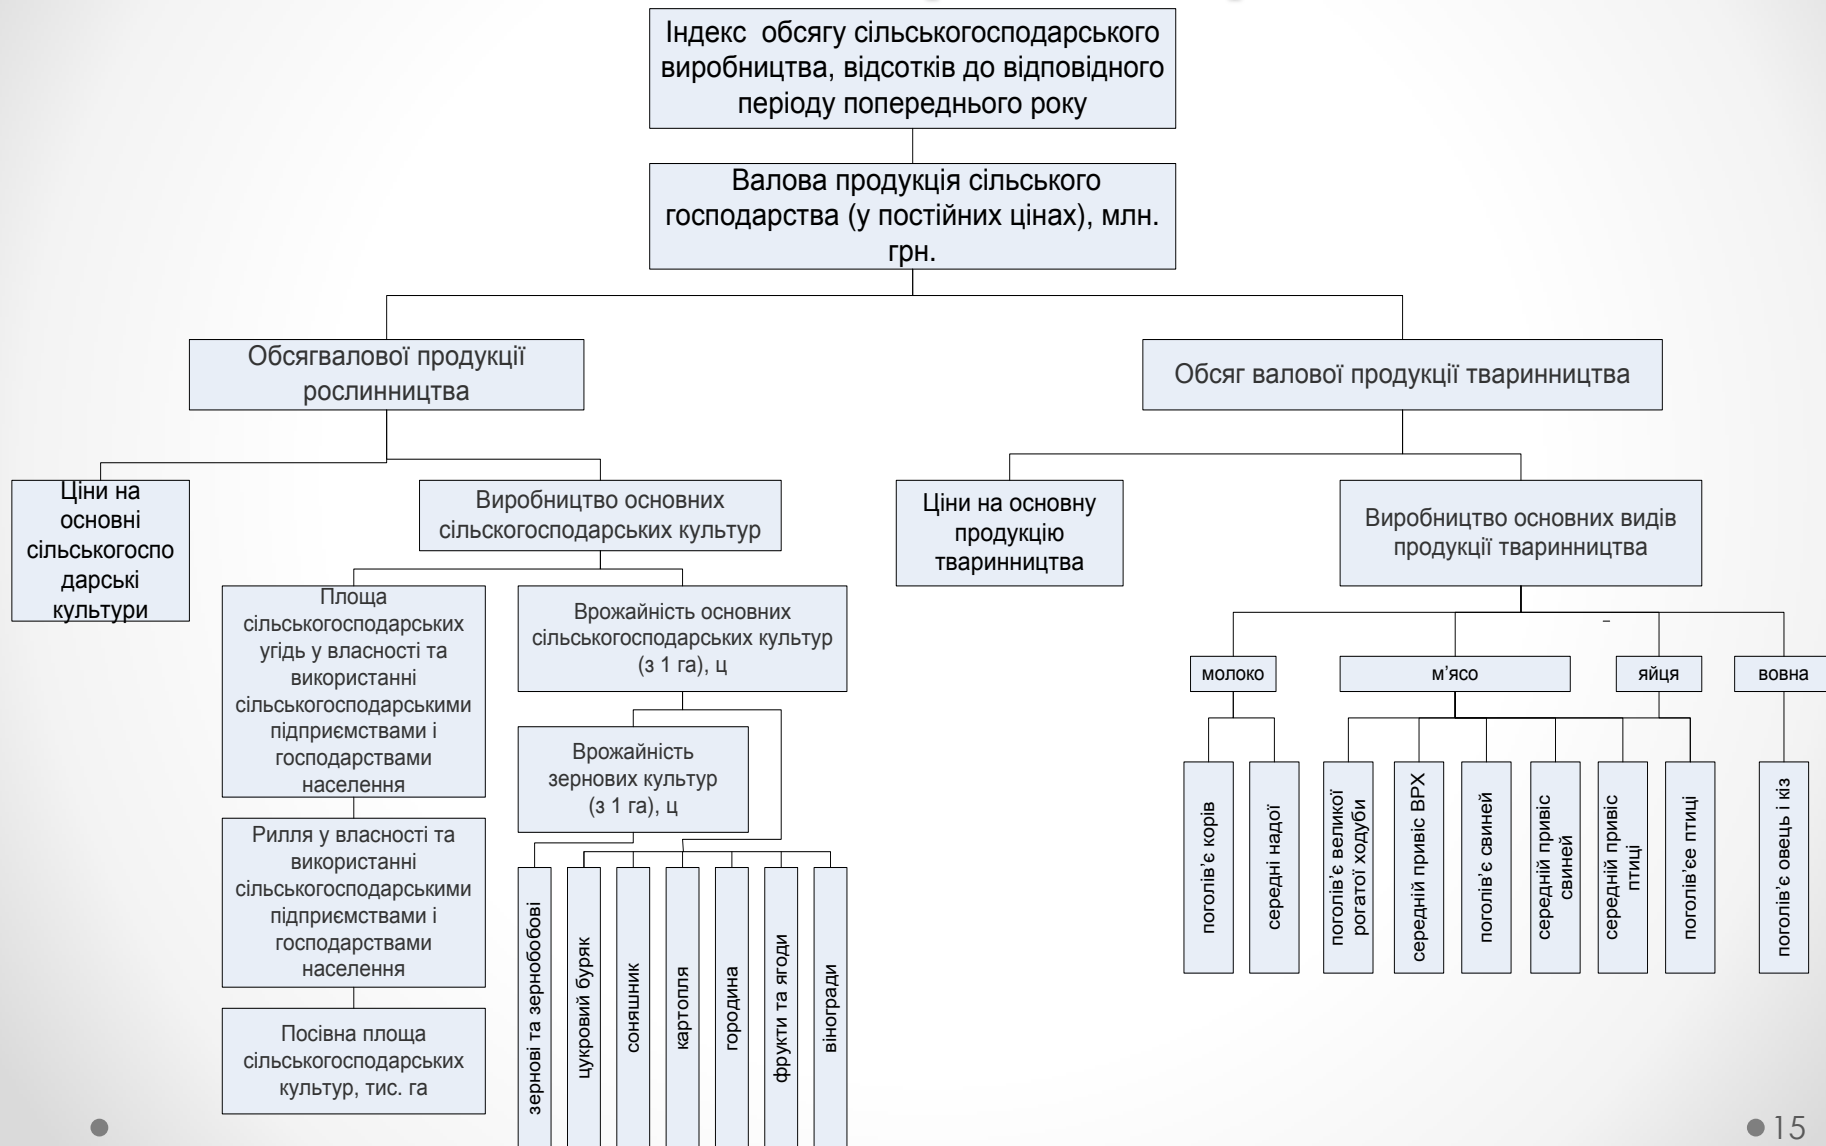 Індекс обсягу сільськогосподарського
виробництва, відсотків до відповідного
періоду попереднього року
Валова продукція сільського
господарства (у постійних цінах), млн.
грн.
Обсягвалової продукції
рослинництва
Обсяг валової продукції тваринництва
Ціни на
основні
сільськогоспо
дарські
культури
Виробництво основних
сільскогосподарських культур
Ціни на основну
продукцію
тваринництва
Виробництво основних видів
продукції тваринництва
Площа
сільськогосподарських
угідь у власності та
використанні
сільськогосподарськими
підприємствами і
господарствами
населення
Врожайність основних
сільськогосподарських культур
(з 1 га), ц
молоко
м’ясо
яйця
вовна
Врожайність
зернових культур
(з 1 га), ц
Рилля у власності та
використанні
сільськогосподарськими
підприємствами і
господарствами
населення
Посівна площа
сільськогосподарських
культур, тис. га
зернові та зернобобові
цукровий буряк
соняшник
картопля
городина
фрукти та ягоди
віногради
поголів’є корів
середні надої
поголів’є великої
рогатої ходуби
середній привіс ВРХ
поголів’є свиней
середній привіс
свиней
середній привіс
птиці
поголів’єе птиці
поголів’є овець і кіз
15